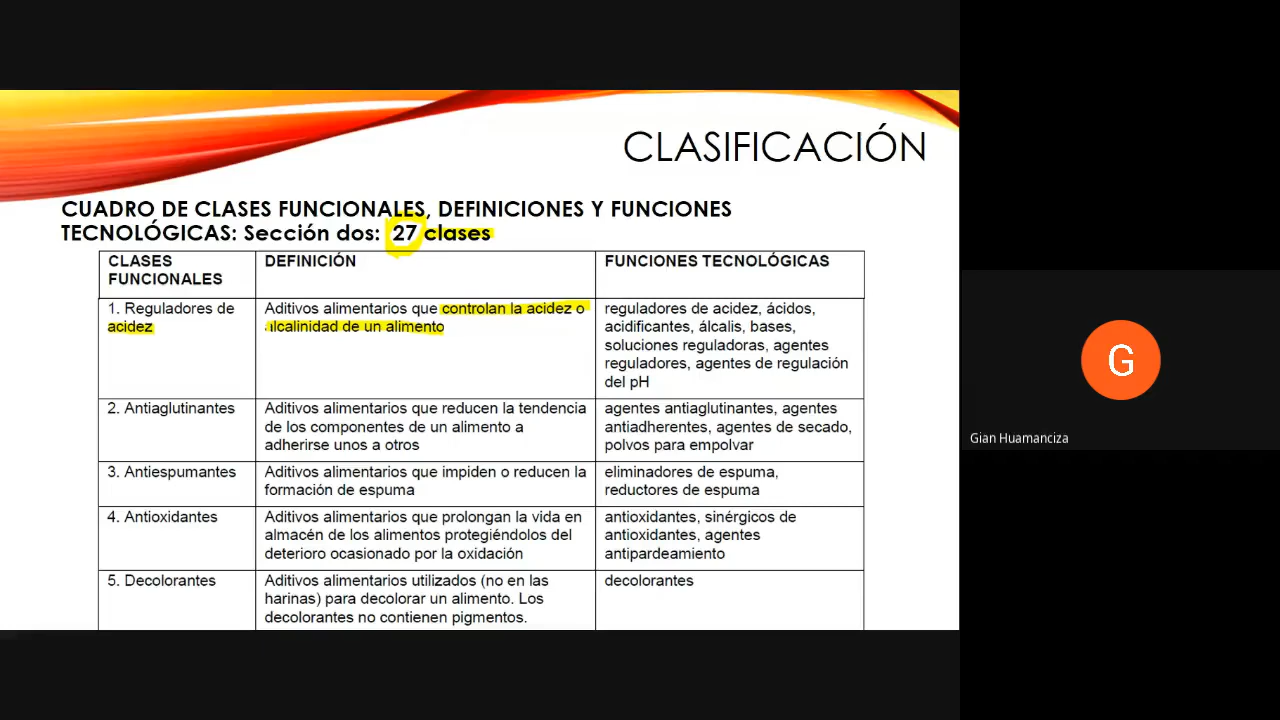 CLASIFICACIÓN
CUADRO DE CLASES FUNCIONALES, DEFINICIONES Y FUNCIONES
TECNOLÓGICAS: Sección dos: 27 clases
CLASES
FUNCIONALES
DEFINICIÓN
FUNCIONES TECNOLÓGICAS
1. Reguladores de
acidez
Aditivos alimentarios que controlan la acidez o
alcalinidad de un alimento
reguladores de acidez, ácidos,
acidificantes, álcalis, bases,
soluciones reguladoras, agentes
reguladores, agentes de regulación
del pH
2. Antiaglutinantes
Aditivos alimentarios que reducen la tendencia
de los componentes de un alimento a
adherirse unos a otros
agentes antiaglutinantes, agentes
antiadherentes, agentes de secado,
polvos para empolvar
3. Antiespumantes
Aditivos alimentarios que impiden o reducen la
formación de espuma
eliminadores de espuma,
reductores de espuma
4. Antioxidantes
Aditivos alimentarios que prolongan la vida en
almacén de los alimentos protegiéndolos del
deterioro ocasionado por la oxidación
antioxidantes, sinérgicos de
antioxidantes, agentes
antipardeamiento
5. Decolorantes
Aditivos alimentarios utilizados (no en las
harinas) para decolorar un alimento. Los
decolorantes no contienen pigmentos.
decolorantes
G
Gian Huamanciza